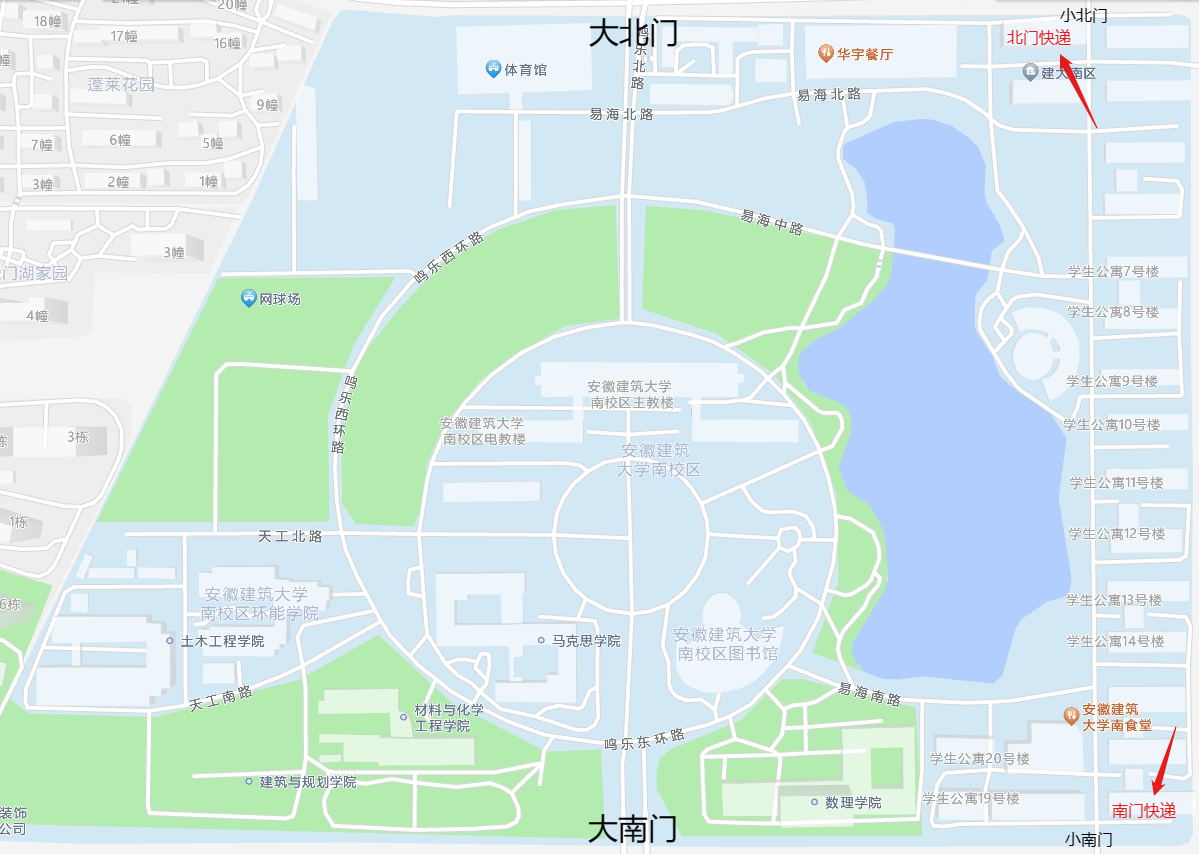 20幢
18幢
17幢
16幢
蓬莱花园
9幢
7幢
6幢
5幢
3幢
2幢
1幢
3幢
门湖家园
4幢
3栋
栋
1栋
6栋
装饰
公司
大北门
小北门
北门快递
鸣乐北路
体育馆
华宇餐厅
建大南区
易海北路
易海北路
易海中路
鸣乐西环路
网球场
鸣乐西环路
学生公寓7号楼
学生公寓8号楼
学生公寓9号楼
学生公寓10号楼
学生公寓11号楼
学生公寓12号楼
学生公寓13号楼
学生公寓14号楼
安徽建筑大学
南校区主教楼
安徽建筑大学
南校区电教楼
安徽建筑
大学南校区
天工北路
安徽建筑大学
南校区环能学院
土木工程学院
马克思学院
安徽建筑大学
南校区图书馆
天工南路
易海南路
材料与化学
工程学院
鸣乐东环路
安徽建筑
大学南食堂
学生公寓20号楼
学生公寓19号楼
建筑与规划学院
数理学院
南门快递
大南门
小南门